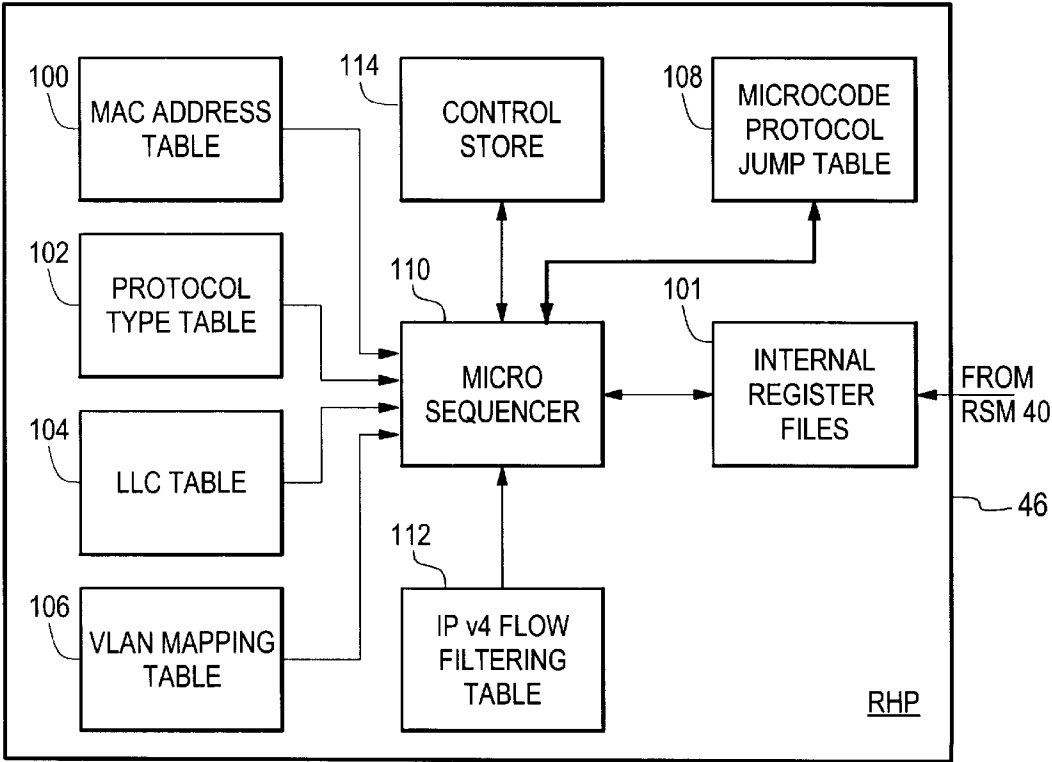 100
MAC ADDRESS
TABLE
114
CONTROL
STORE
108
MICROCODE
PROTOCOL
JUMP TABLE
102
PROTOCOL
TYPE TABLE
110
MICRO
SEQUENCER
101
INTERNAL
REGISTER
FILES
FROM
RSM 40
104
LLC TABLE
46
112
IP v4 FLOW
FILTERING
TABLE
106
VLAN MAPPING
TABLE
RHP